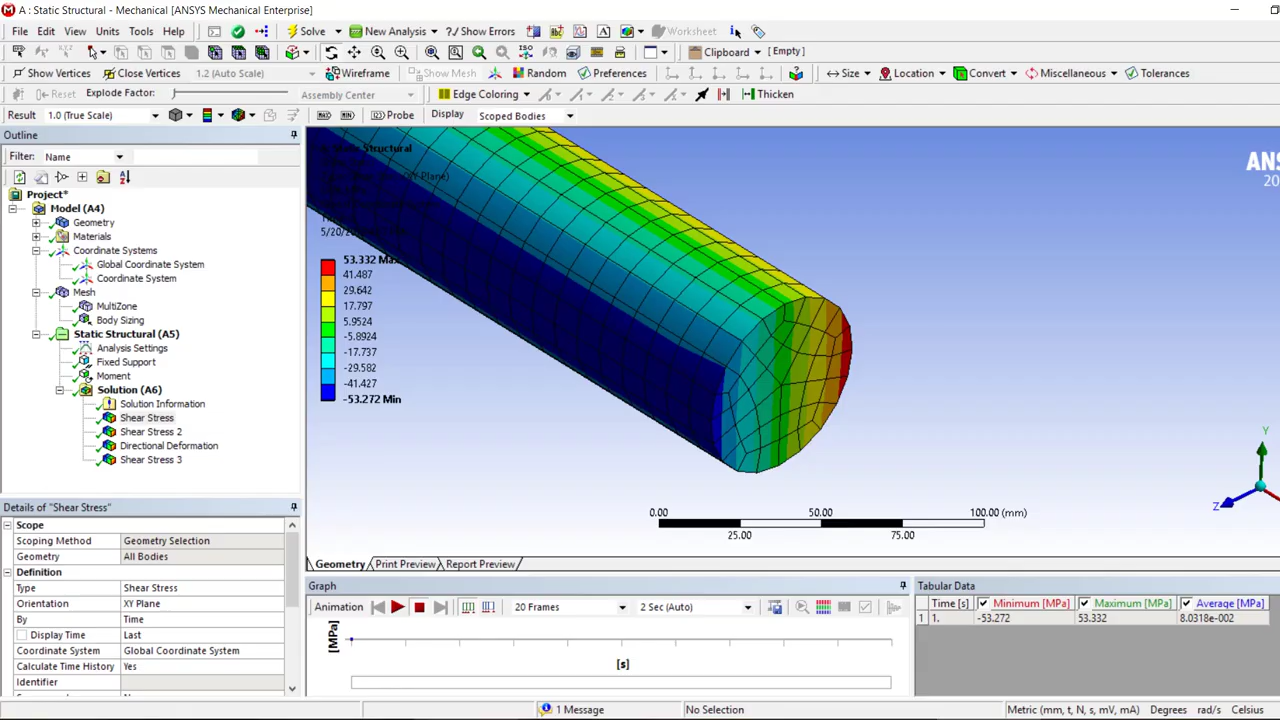 A : Static Structural - Mechanical [ANSYS Mechanical Enterprise]
File Edit View Units Tools Help Solve New Analysis ?/ Show Errors Worksheet
Clipboard [ Empty ]
Show Vertices Close Vertices 1.2 (Auto Scale) Wireframe Show Mesh Random Preferences Size Location Convert Miscellaneous Tolerances
Reset Explode Factor: Assembly Center Edge Coloring Thicken
Result 1.0 (True Scale) Probe Display Scoped Bodies
Outline
Filter: Name
Project*
Model (A4)
Geometry
Materials
Coordinate Systems
Global Coordinate System
Coordinate System
Mesh
MultiZone
Body Sizing
Static Structural (A5)
Analysis Settings
Fixed Support
Moment
Solution (A6)
Solution Information
Shear Stress
Shear Stress 2
Directional Deformation
Shear Stress 3
Details of "Shear Stress"
Scope
Scoping Method Geometry Selection
Geometry All Bodies
Definition
Type Shear Stress
Orientation XY Plane
By Time
Display Time Last
Coordinate System Global Coordinate System
Calculate Time History Yes
Identifier
Structural
Plane)
5/20/20
53.332 Max
41.487
29.642
17.797
5.9524
-5.8924
-17.737
-29.582
-41.427
-53.272 Min
ANS
20
Y
Z
0.00 50.00 100.00 (mm)
25.00 75.00
Geometry Print Preview Report Preview
Graph
Animation 20 Frames 2 Sec (Auto)
[MPa]
[s]
Tabular Data
Time [s] Minimum [MPa] Maximum [MPa] Average [MPa]
1 1. -53.272 53.332 8.0318e-002
1 Message No Selection Metric (mm, t, N, s, mV, mA) Degrees rad/s Celsius